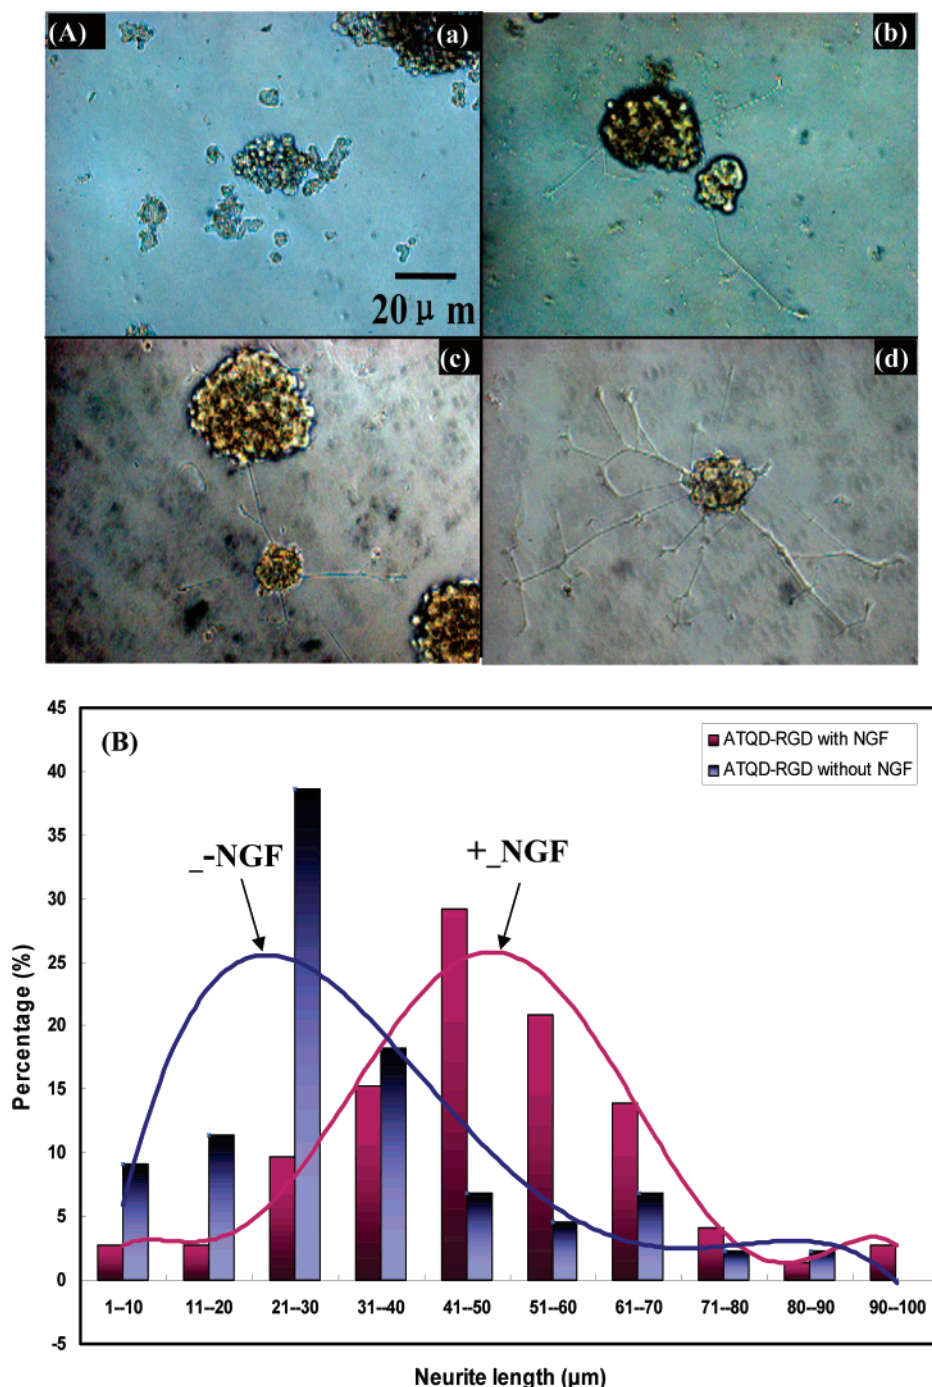 (A)
(a)
(b)
20 μ m
(c)
(d)
(B)
ATQD-RGD with NGF
ATQD-RGD without NGF
_-NGF
+_NGF
45
40
35
30
25
20
15
10
5
0
-5
Percentage (%)
1--10 11--20 21--30 31--40 41--50 51--60 61--70 71--80 80--90 90--100
Neurite length (μm)